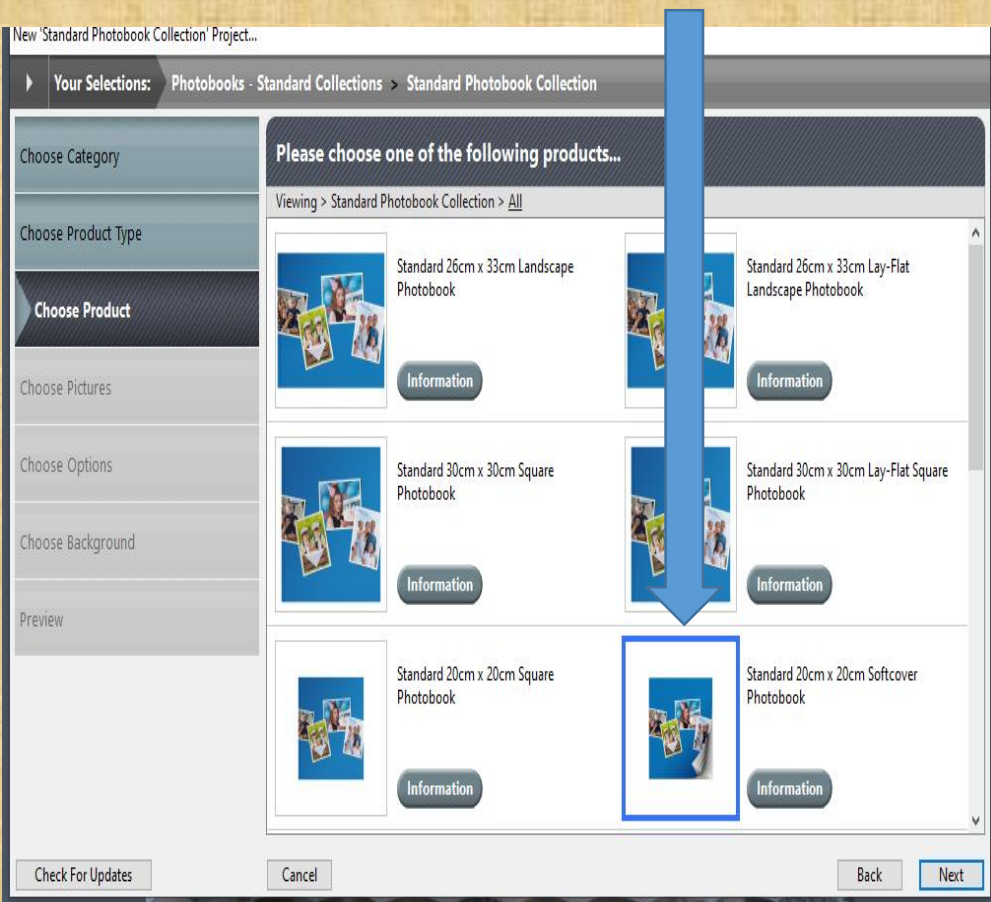 New 'Standard Photobook Collection' Project...
Your Selections: Photobooks - Standard Collections > Standard Photobook Collection
Choose Category
Choose Product Type
Choose Product
Choose Pictures
Choose Options
Choose Background
Preview
Please choose one of the following products...
Viewing > Standard Photobook Collection > All
Standard 26cm x 33cm Landscape
Photobook
Information
Standard 26cm x 33cm Lay-Flat
Landscape Photobook
Information
Standard 30cm x 30cm Square
Photobook
Information
Standard 30cm x 30cm Lay-Flat Square
Photobook
Information
Standard 20cm x 20cm Square
Photobook
Information
Standard 20cm x 20cm Softcover
Photobook
Information
Check For Updates
Cancel
Back
Next